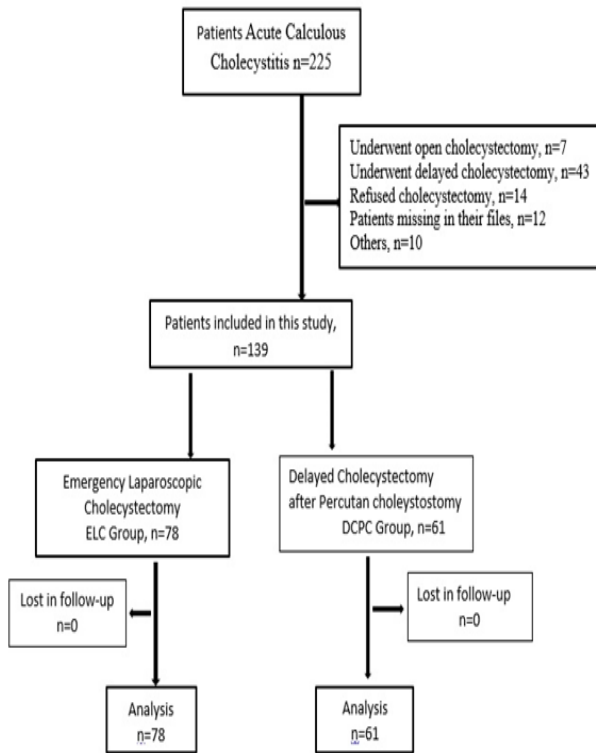 Patients Acute Calculous
Cholecystitis n=225
Underwent open cholecystectomy, n=7
Underwent delayed cholecystectomy, n=43
Refused cholecystectomy, n=14
Patients missing in their files, n=12
Others, n=10
Patients included in this study,
n=139
Emergency Laparoscopic
Cholecystectomy
ELC Group, n=78
Delayed Cholecystectomy
after Percutan choleystostomy
DCPC Group, n=61
Lost in follow-up
n=0
Lost in follow-up
n=0
Analysis
n=78
Analysis
n=61